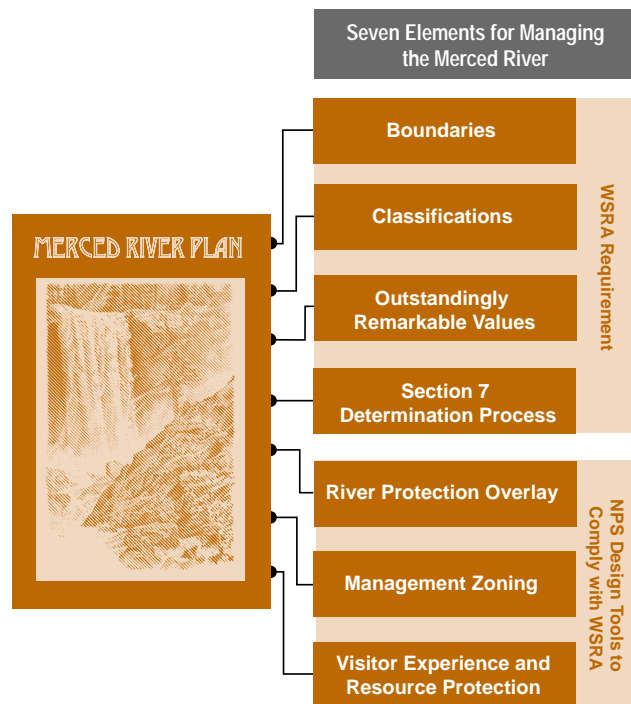 Seven Elements for Managing
the Merced River
Boundaries
Classifications
Outstandingly
Remarkable Values
Section 7
Determination Process
WSRA Requirement
River Protection Overlay
Management Zoning
Visitor Experience and
Resource Protection
NPS Design Tools to
Comply with WSRA
MERCED RIVER PLAN